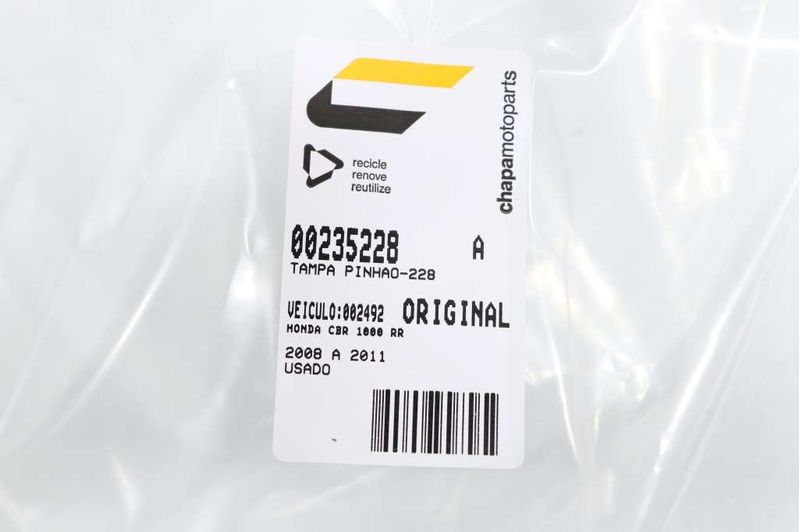 chapamotoparts
recicle
renove
reutilize
00235228 A
TAMPA PINHAO-228
VEICULO:002492 ORIGINAL
HONDA CBR 1000 RR
2008 A 2011
USADO